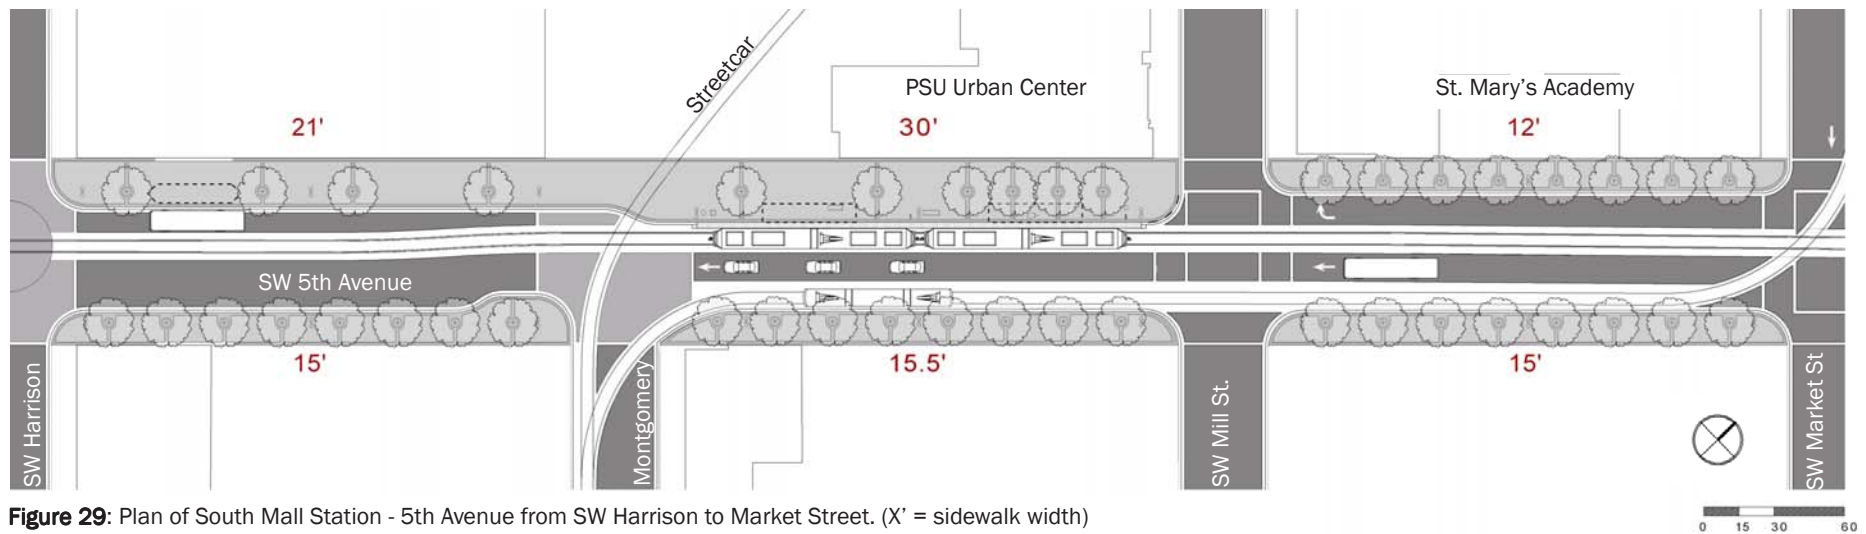 Streetcar
PSU Urban Center
St. Mary's Academy
21'
30'
12'
SW 5th Avenue
15'
15.5'
15'
SW Harrison
Montgomery
SW Mill St.
SW Market St
Figure 29: Plan of South Mall Station - 5th Avenue from SW Harrison to Market Street. (X' = sidewalk width)
0 15 30 60